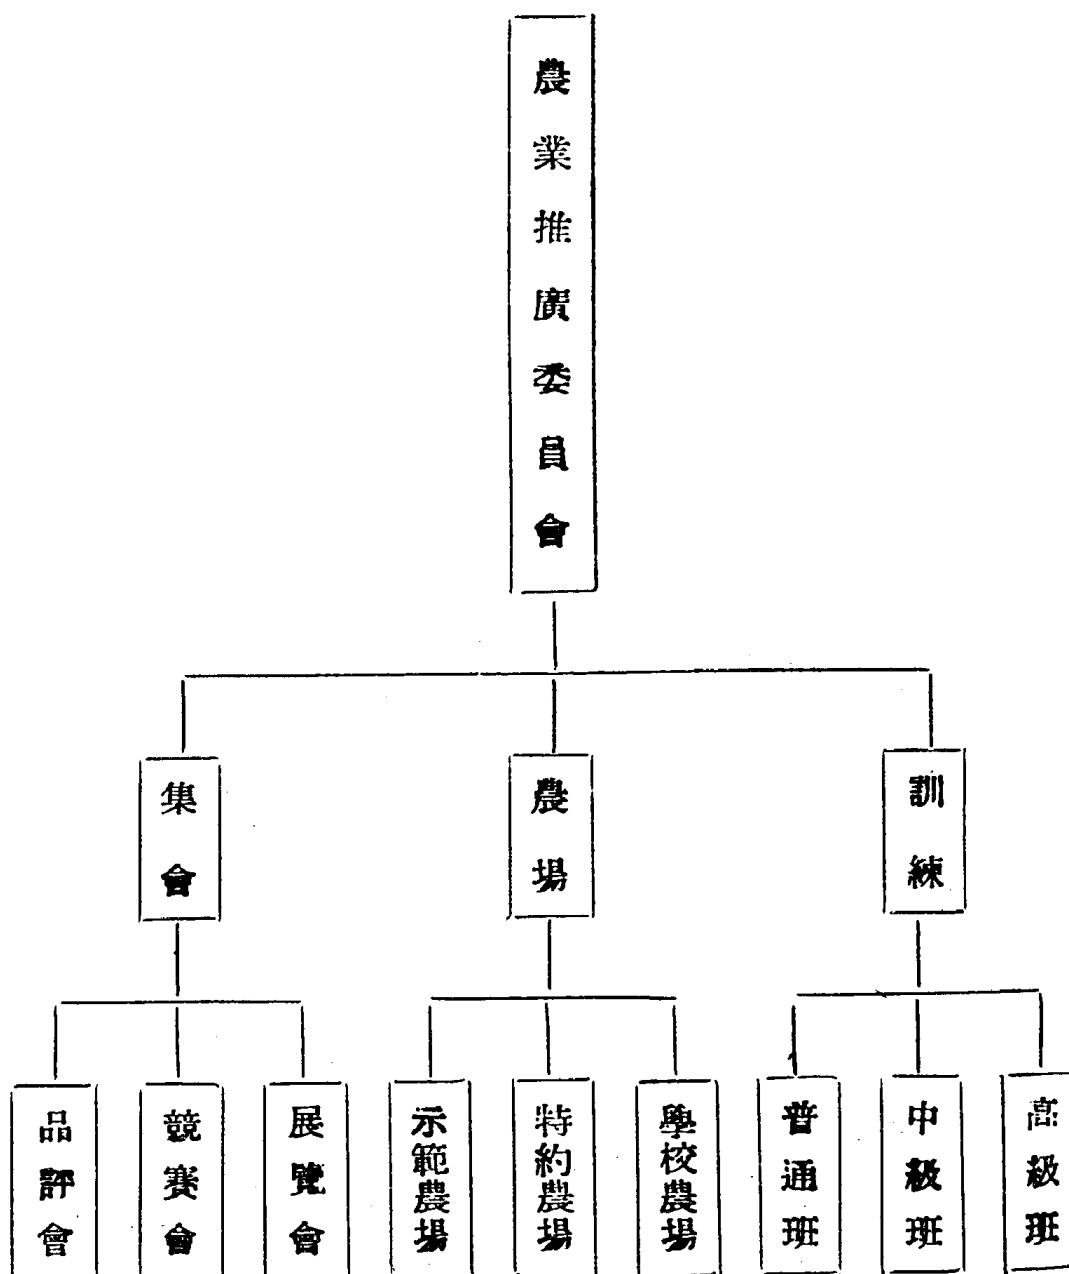 農業推廣委員會
訓練
農場
集會
高級班
中級班
普通班
學校農場
特約農場
示範農場
展覽會
競賽會
品評會